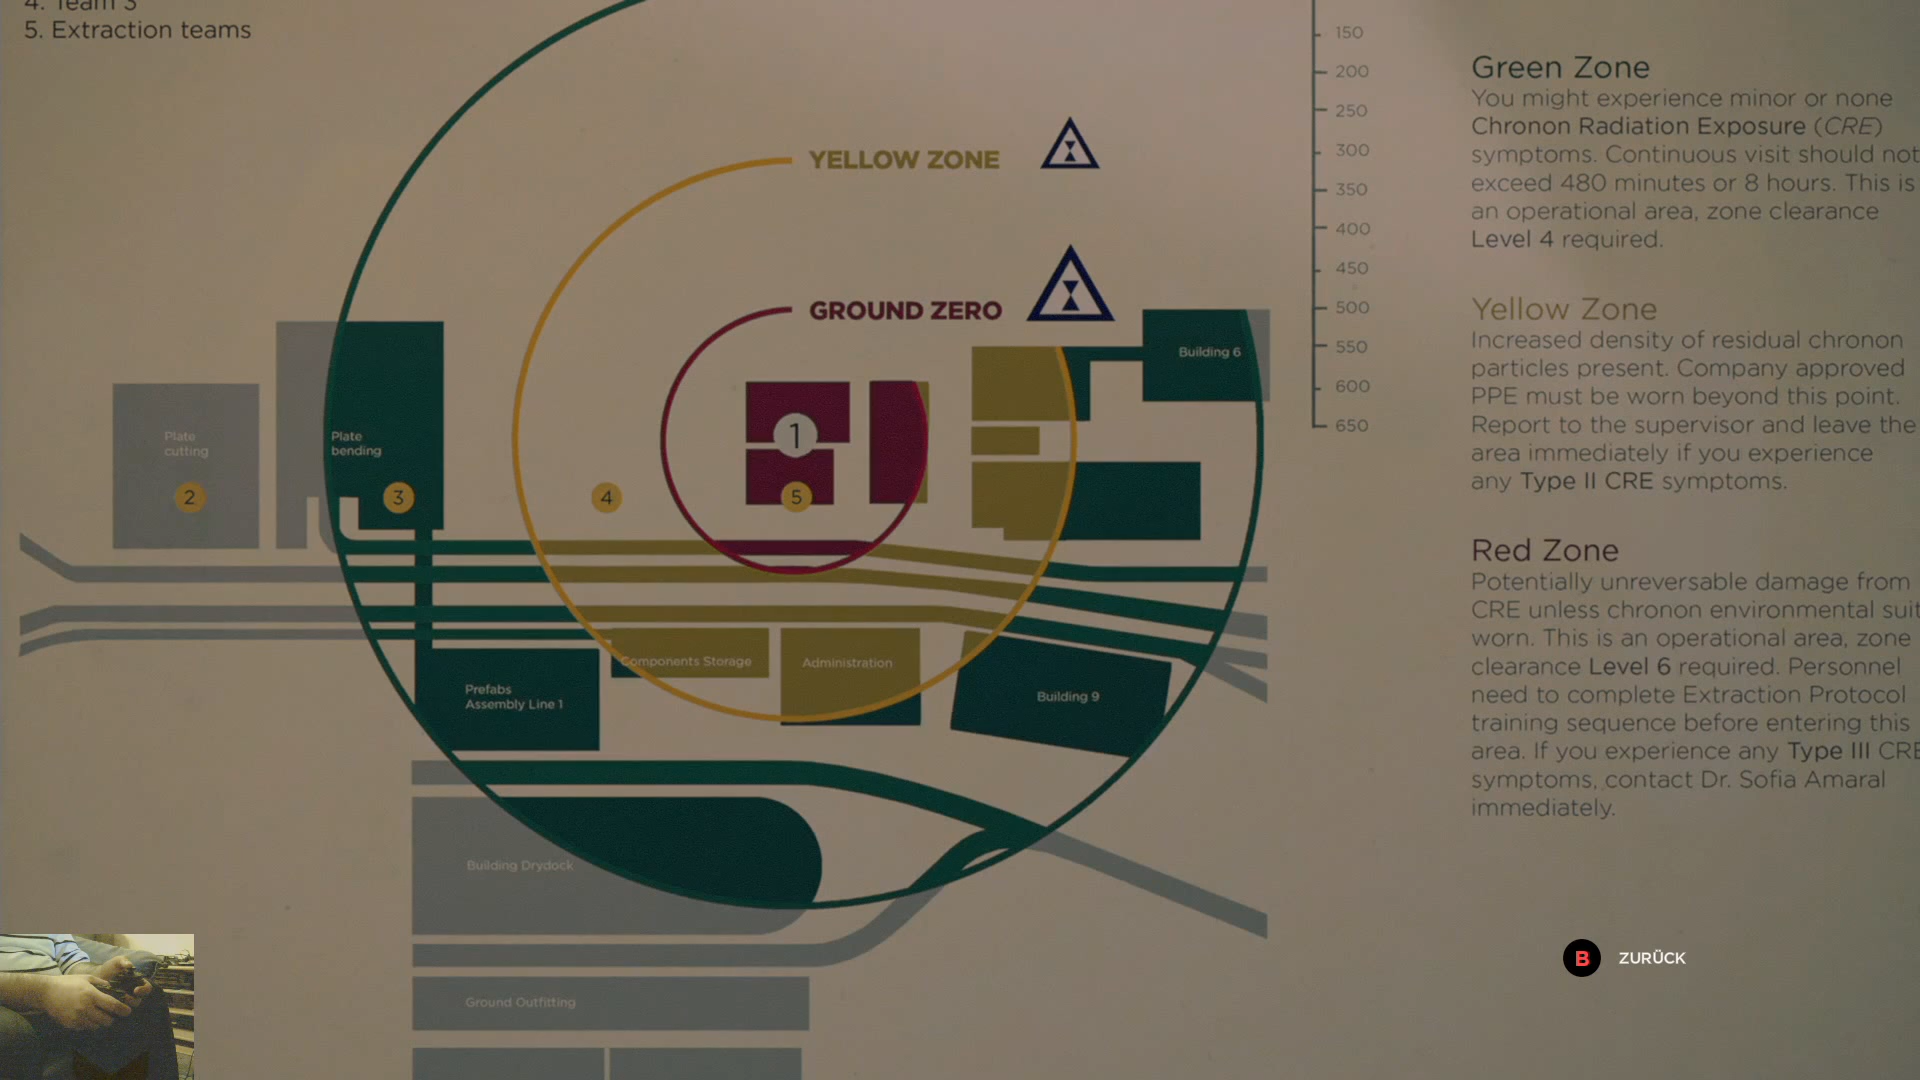 4. Team 3
5. Extraction teams
150
200
250
300
350
400
450
500
550
600
650
YELLOW ZONE
GROUND ZERO
Building 6
Plate
cutting
2
Plate
bending
3
4
1
5
Components Storage
Administration
Prefabs
Assembly Line 1
Building 9
Building Drydock
Ground Outfitting
Green Zone
You might experience minor or none
Chronon Radiation Exposure (CRE)
symptoms. Continuous visit should not
exceed 480 minutes or 8 hours. This is
an operational area, zone clearance
Level 4 required.
Yellow Zone
Increased density of residual chronon
particles present. Company approved
PPE must be worn beyond this point.
Report to the supervisor and leave the
area immediately if you experience
any Type II CRE symptoms.
Red Zone
Potentially unreversable damage from
CRE unless chronon environmental suit
worn. This is an operational area, zone
clearance Level 6 required. Personnel
need to complete Extraction Protocol
training sequence before entering this
area. If you experience any Type III CRE
symptoms, contact Dr. Sofia Amaral
immediately.
B ZURÜCK